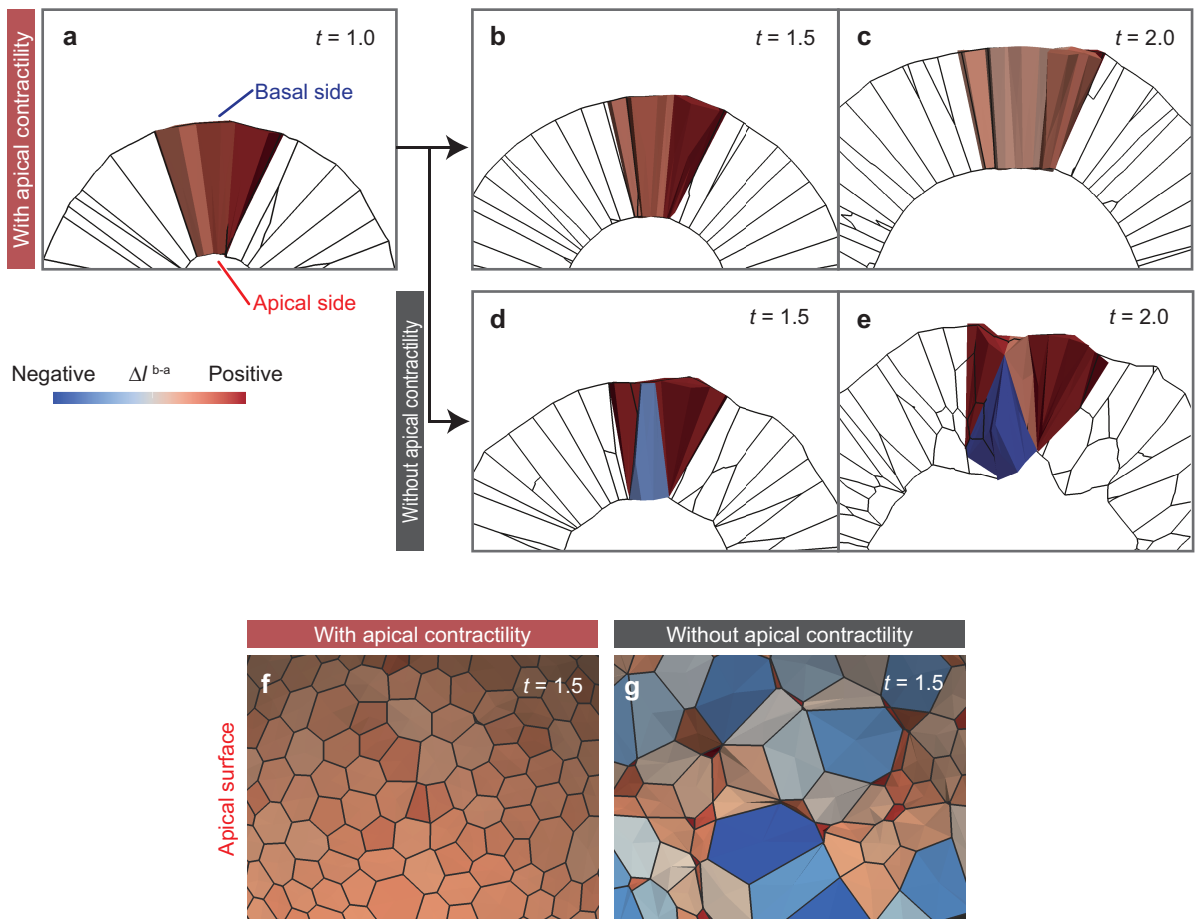 With apical contractility
a
t = 1.0
Basal side
Apical side
b
t = 1.5
c
t = 2.0
Without apical contractility
d
t = 1.5
e
t = 2.0
Negative Δl b-a Positive
With apical contractility
Without apical contractility
Apical surface
f
t = 1.5
g
t = 1.5